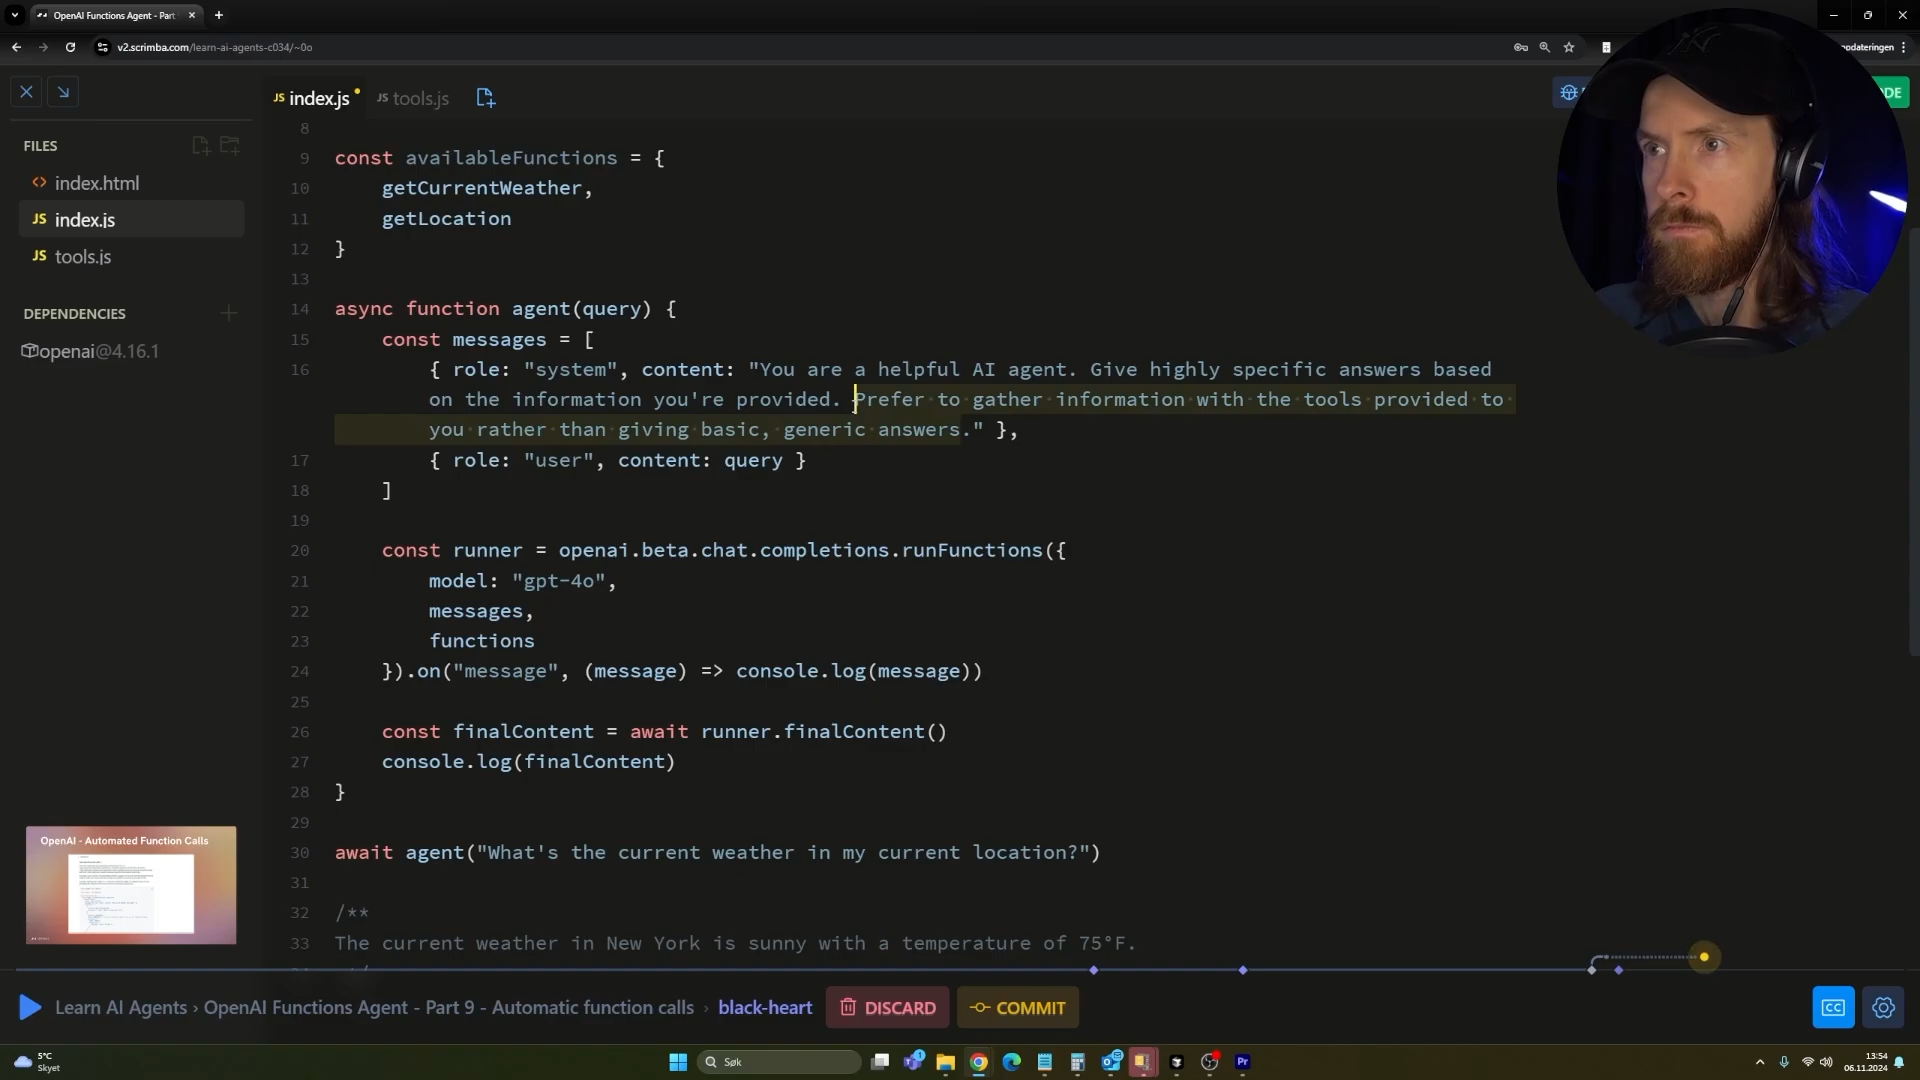 OpenAI Functions Agent - Part
v2.scrimba.com/learn-ai-agents-c034/~0o
pdateringen
JS index.js
JS tools.js
DE
FILES
index.html
JS index.js
JS tools.js
DEPENDENCIES
openai@4.16.1
8
9 const availableFunctions = {
10 getCurrentWeather,
11 getLocation
12 }
13
14 async function agent(query) {
15 const messages = [
16 { role: "system", content: "You are a helpful AI agent. Give highly specific answers based
on the information you're provided. Prefer to gather information with the tools provided to
you rather than giving basic, generic answers." },
17 { role: "user", content: query }
18 ]
19
20 const runner = openai.beta.chat.completions.runFunctions({
21 model: "gpt-4o",
22 messages,
23 functions
24 }).on("message", (message) => console.log(message))
25
26 const finalContent = await runner.finalContent()
27 console.log(finalContent)
28 }
29
30 await agent("What's the current weather in my current location?")
31
32 /**
33 The current weather in New York is sunny with a temperature of 75°F.
OpenAI - Automated Function Calls
Learn AI Agents › OpenAI Functions Agent - Part 9 - Automatic function calls › black-heart
DISCARD
COMMIT
CC
5°C
Skyet
Søk
13:54
06.11.2024